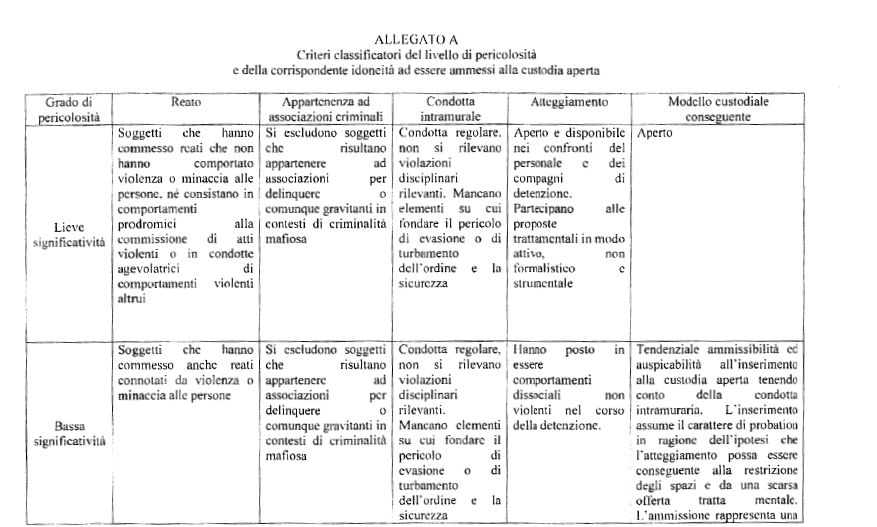 ALLEGATO A
Criteri classificatori del livello di pericolosità
e della corrispondente idoneità ad essere ammessi alla custodia aperta
Grado di
pericolosità
Reato
Appartenenza ad
associazioni criminali
Condotta
intramurale
Atteggiamento
Modello custodiale
conseguente
Lieve
significatività
Soggetti che hanno
commesso reati che non
hanno comportato
violenza o minaccia alle
persone, né consistano in
comportamenti
prodromici alla
commissione di atti
violenti o in condotte
agevolatrici di
comportamenti violenti
altrui
Si escludono soggetti
che risultano
appartenere ad
associazioni per
delinquere o
comunque gravitanti in
contesti di criminalità
mafiosa
Condotta regolare,
non si rilevano
violazioni
disciplinari
rilevanti. Mancano
elementi su cui
fondare il pericolo
di evasione o di
turbamento
dell'ordine e la
sicurezza
Aperto e disponibile
nei confronti del
personale e dei
compagni di
detenzione.
Partecipano alle
proposte
trattamentali in modo
attivo, non
formalistico e
strumentale
Aperto
Bassa
significatività
Soggetti che hanno
commesso anche reati
connotati da violenza o
minaccia alle persone
Si escludono soggetti
che risultano
appartenere ad
associazioni per
delinquere o
comunque gravitanti in
contesti di criminalità
mafiosa
Condotta regolare,
non si rilevano
violazioni
disciplinari
rilevanti.
Mancano elementi
su cui fondare il
pericolo di
evasione o di
turbamento
dell'ordine e la
sicurezza
Hanno posto in
essere
comportamenti
dissociali non
violenti nel corso
della detenzione.
Tendenziale ammissibilità ed
auspicabilità all'inserimento
alla custodia aperta tenendo
conto della condotta
intramuraria. L'inserimento
assume il carattere di probation
in ragione dell'ipotesi che
l'atteggiamento possa essere
conseguente alla restrizione
degli spazi e da una scarsa
offerta tratta mentale.
L'ammissione rappresenta una